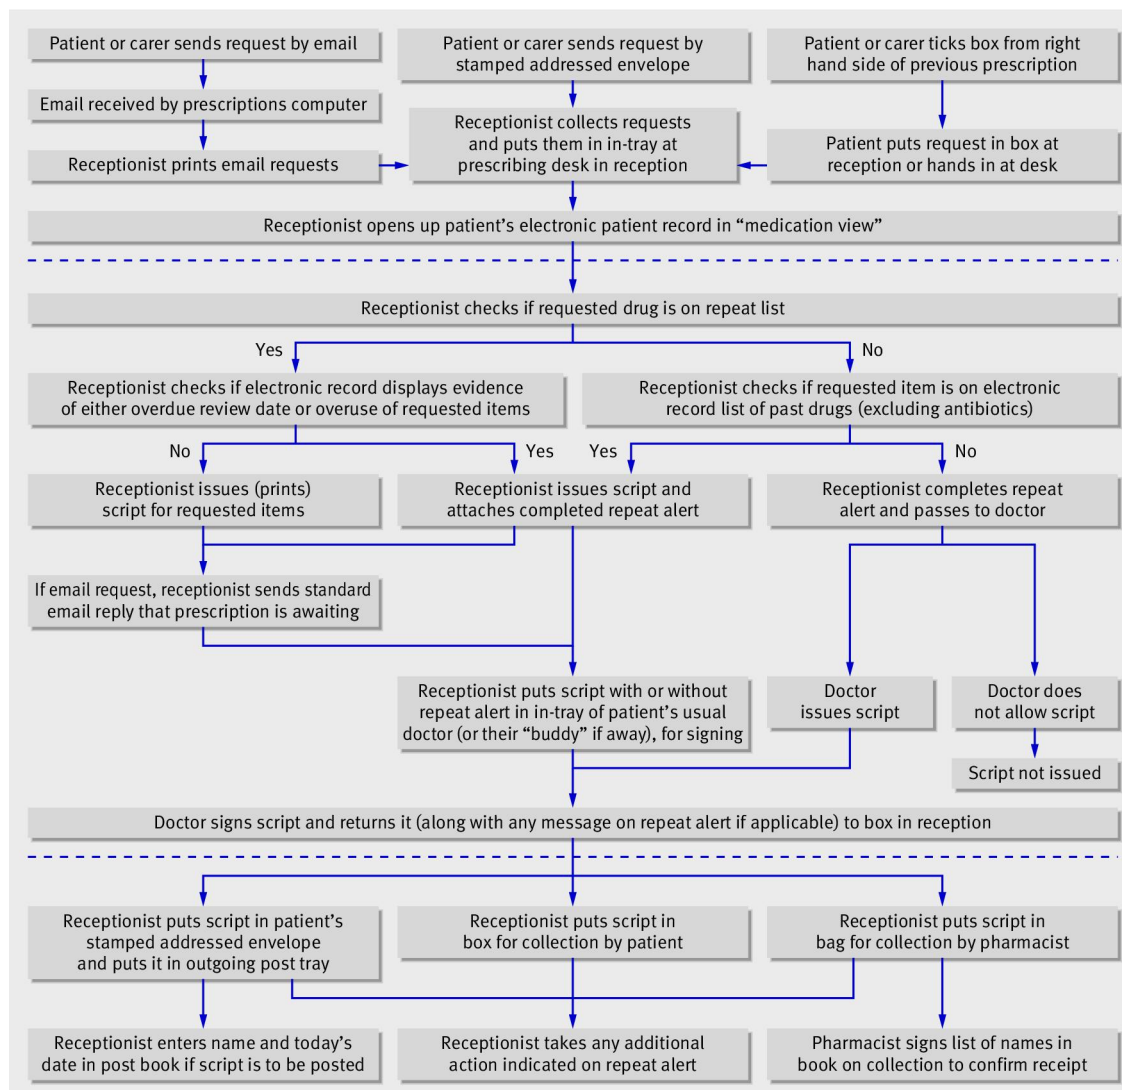 Patient or carer sends request by email
Patient or carer sends request by
stamped addressed envelope
Patient or carer ticks box from right
hand side of previous prescription
Email received by prescriptions computer
Receptionist collects requests
and puts them in in-tray at
prescribing desk in reception
Patient puts request in box at
reception or hands in at desk
Receptionist prints email requests
Receptionist opens up patient's electronic patient record in “medication view”
Receptionist checks if requested drug is on repeat list
Yes
No
Receptionist checks if electronic record displays evidence
of either overdue review date or overuse of requested items
Receptionist checks if requested item is on electronic
record list of past drugs (excluding antibiotics)
No
Yes
Yes
No
Receptionist issues (prints)
script for requested items
Receptionist issues script and
attaches completed repeat alert
Receptionist completes repeat
alert and passes to doctor
If email request, receptionist sends standard
email reply that prescription is awaiting
Receptionist puts script with or without
repeat alert in in-tray of patient's usual
doctor (or their “buddy” if away), for signing
Doctor
issues script
Doctor does
not allow script
Script not issued
Doctor signs script and returns it (along with any message on repeat alert if applicable) to box in reception
Receptionist puts script in patient's
stamped addressed envelope
and puts it in outgoing post tray
Receptionist puts script in
box for collection by patient
Receptionist puts script in
bag for collection by pharmacist
Receptionist enters name and today's
date in post book if script is to be posted
Receptionist takes any additional
action indicated on repeat alert
Pharmacist signs list of names in
book on collection to confirm receipt